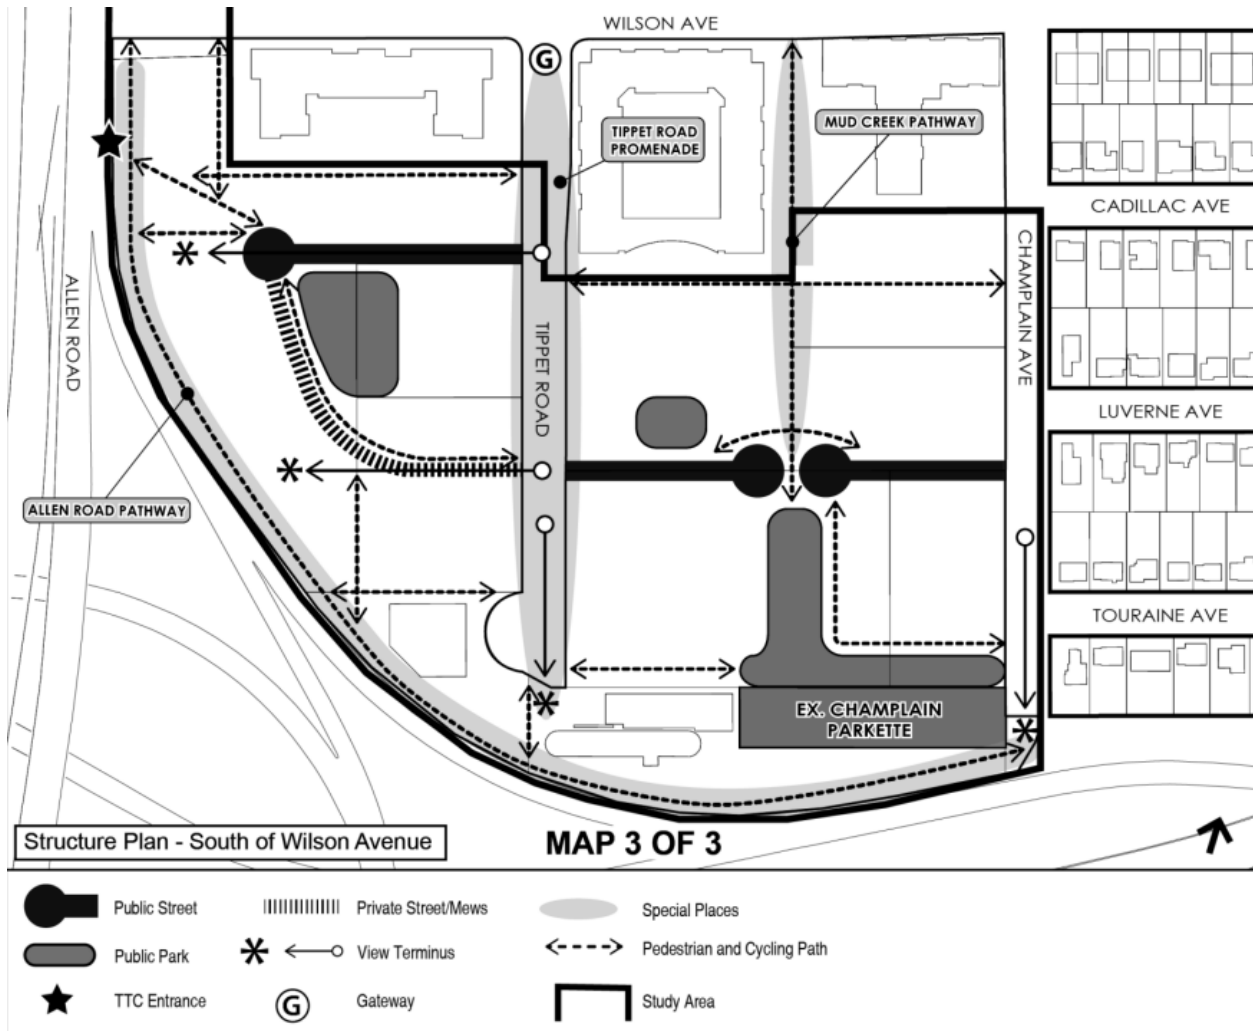 WILSON AVE
G
TIPPET ROAD
PROMENADE
MUD CREEK PATHWAY
CADILLAC AVE
CHAMPLAIN AVE
ALLEN ROAD
TIPPET ROAD
LUVERNE AVE
ALLEN ROAD PATHWAY
TOURAINE AVE
EX. CHAMPLAIN
PARKETTE
Structure Plan - South of Wilson Avenue
MAP 3 OF 3
Public Street
Private Street/Mews
Special Places
Public Park
View Terminus
Pedestrian and Cycling Path
TTC Entrance
G
Gateway
Study Area